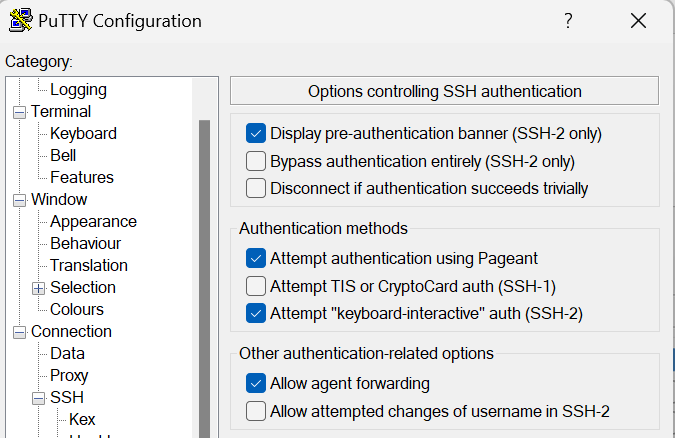 PuTTY Configuration
?
Category:
Logging
Terminal
Keyboard
Bell
Features
Window
Appearance
Behaviour
Translation
Selection
Colours
Connection
Data
Proxy
SSH
Kex
Options controlling SSH authentication
Display pre-authentication banner (SSH-2 only)
Bypass authentication entirely (SSH-2 only)
Disconnect if authentication succeeds trivially
Authentication methods
Attempt authentication using Pageant
Attempt TIS or CryptoCard auth (SSH-1)
Attempt "keyboard-interactive" auth (SSH-2)
Other authentication-related options
Allow agent forwarding
Allow attempted changes of username in SSH-2